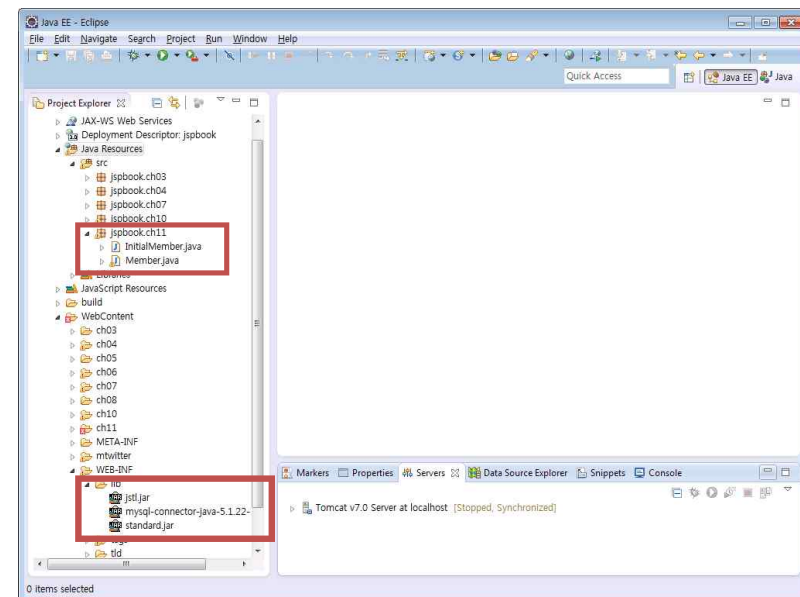 Java EE - Eclipse
File Edit Navigate Search Project Run Window Help
Quick Access
Java EE
Java
Project Explorer
JAX-WS Web Services
Deployment Descriptor: jspbook
Java Resources
src
jspbook.ch03
jspbook.ch04
jspbook.ch07
jspbook.ch10
jspbook.ch11
InitialMember.java
Member.java
Libraries
JavaScript Resources
build
WebContent
ch03
ch04
ch05
ch06
ch07
ch08
ch10
ch11
META-INF
mtwitter
WEB-INF
lib
jstl.jar
mysql-connector-java-5.1.22-
standard.jar
tags
tld
Markers Properties Servers Data Source Explorer Snippets Console
Tomcat v7.0 Server at localhost [Stopped, Synchronized]
0 items selected